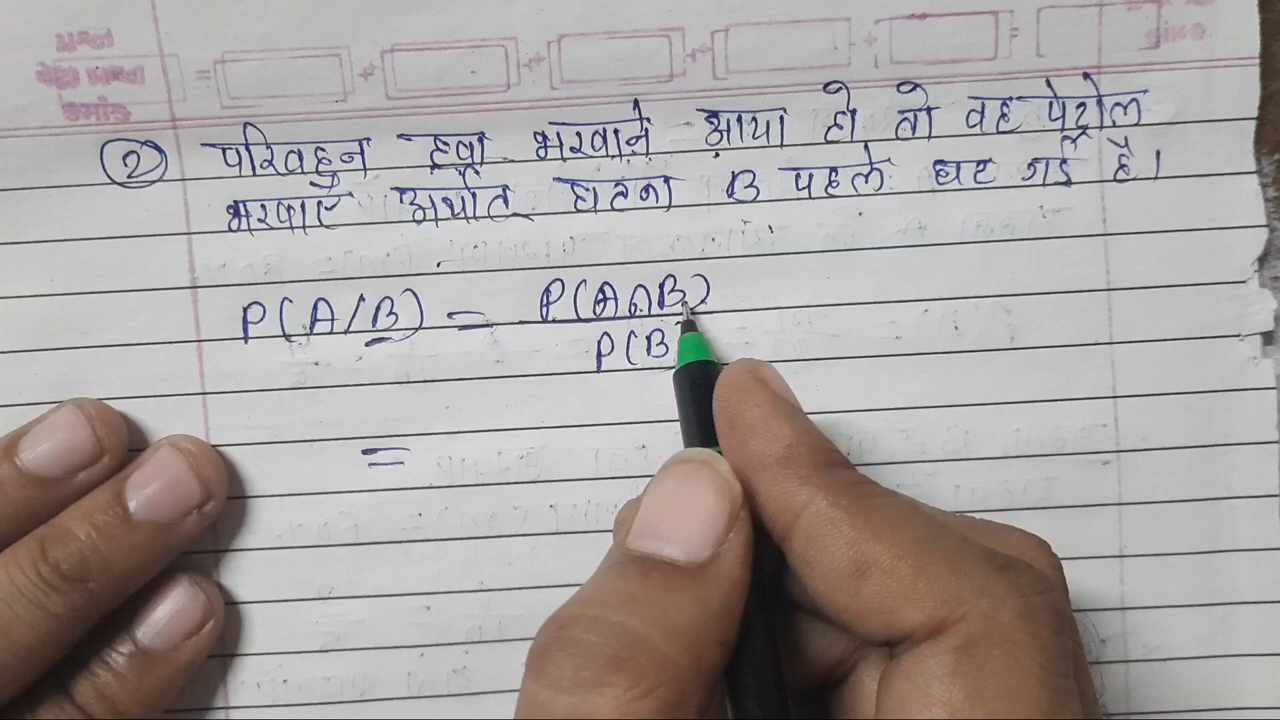 = + + + + =
② परिवहन हवा भरवाने आया हो तो वह पेट्रोल
भरवाएँ अर्थात घटना B पहले घट गई है।
P(A/B) = P(A∩B)
P(B
=